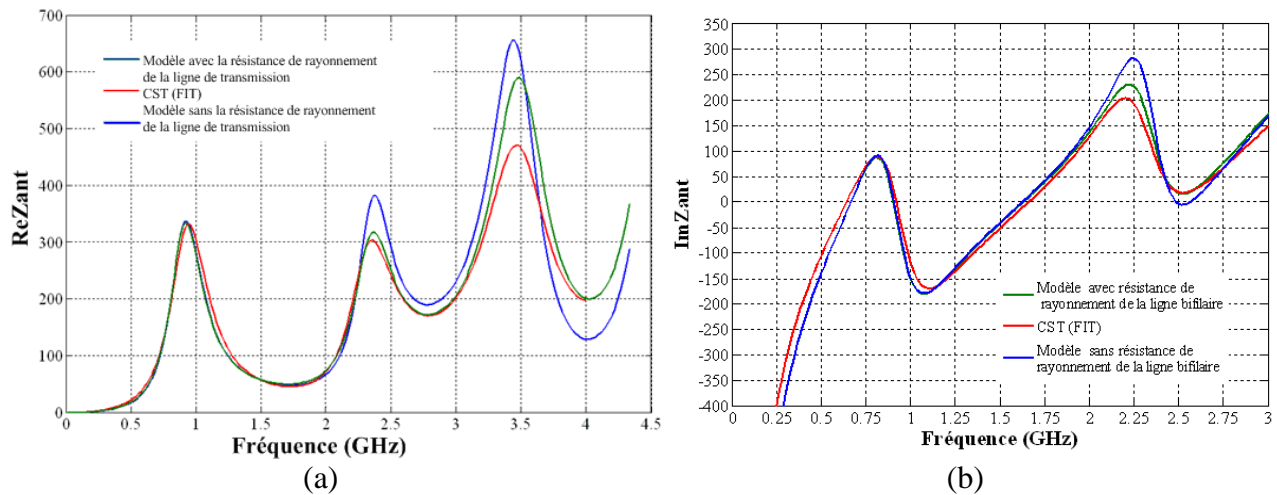 700
600
500
400
300
200
100
0
ReZant
Modèle avec la résistance de rayonnement
de la ligne de transmission
CST (FIT)
Modèle sans la résistance de rayonnement
de la ligne de transmission
0 0.5 1 1.5 2 2.5 3 3.5 4 4.5
Fréquence (GHz)
(a)
350
300
250
200
150
100
50
0
-50
-100
-150
-200
-250
-300
-350
-400
ImZant
Modèle avec résistance de
rayonnement de la ligne bifilaire
CST (FIT)
Modèle sans résistance de
rayonnement de la ligne bifilaire
0 0.25 0.5 0.75 1 1.25 1.5 1.75 2 2.25 2.5 2.75 3
Fréquence (GHz)
(b)